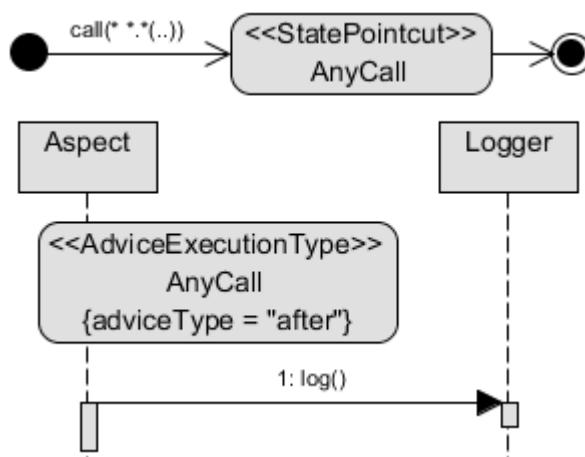 call(* *.*(..))
<<StatePointcut>>
AnyCall
Aspect
Logger
<<AdviceExecutionType>>
AnyCall
{adviceType = "after"}
1: log()